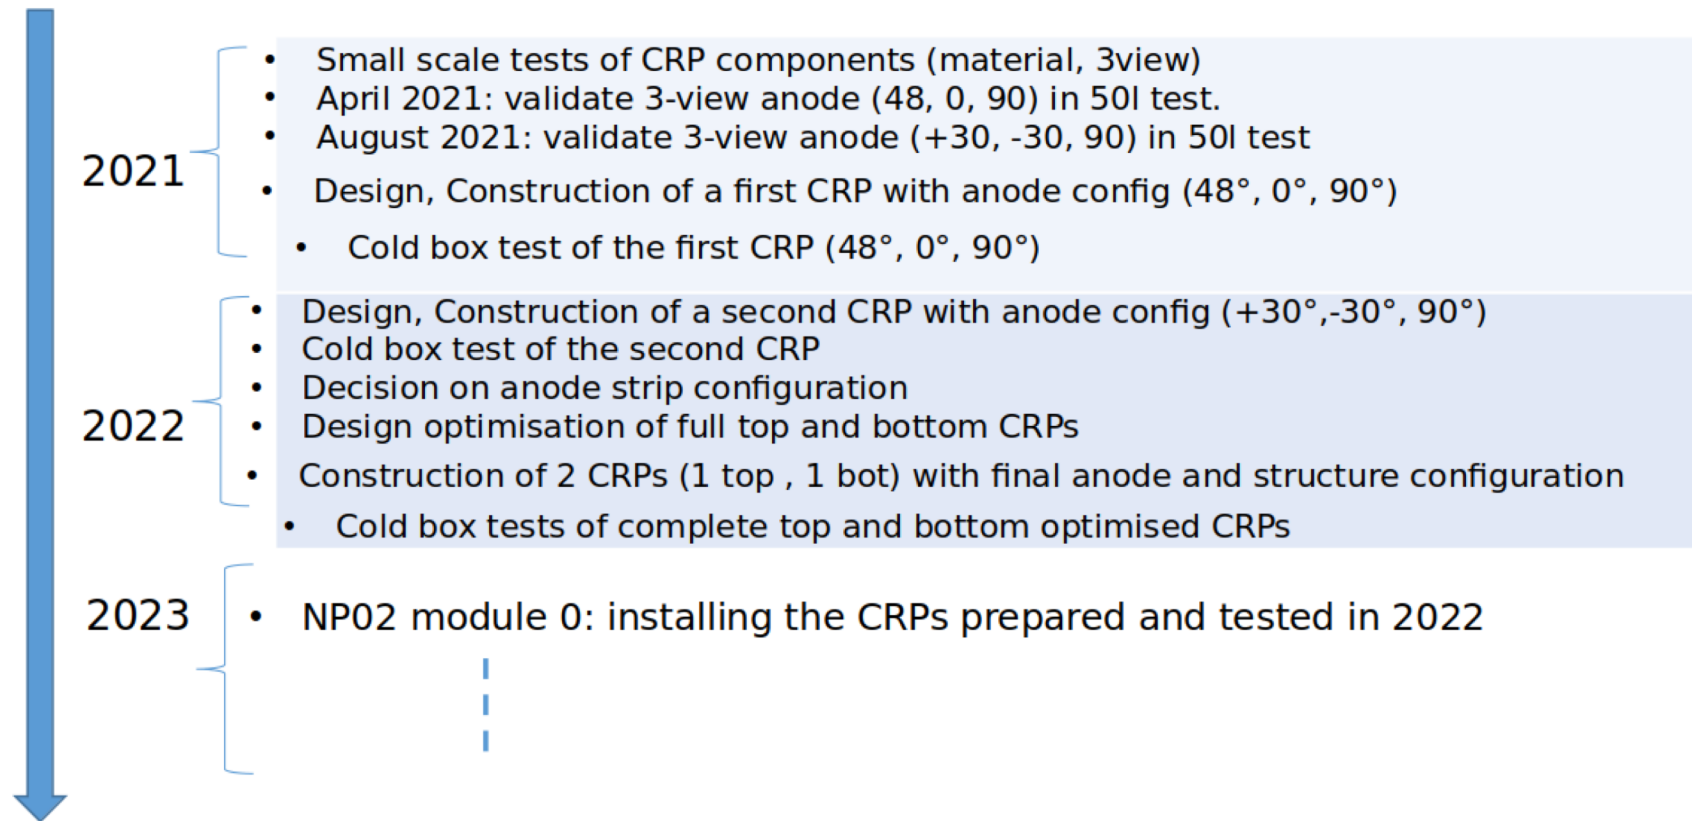 2021
• Small scale tests of CRP components (material, 3view)
• April 2021: validate 3-view anode (48, 0, 90) in 50l test.
• August 2021: validate 3-view anode (+30, -30, 90) in 50l test
• Design, Construction of a first CRP with anode config (48°, 0°, 90°)
• Cold box test of the first CRP (48°, 0°, 90°)
2022
• Design, Construction of a second CRP with anode config (+30°,-30°, 90°)
• Cold box test of the second CRP
• Decision on anode strip configuration
• Design optimisation of full top and bottom CRPs
• Construction of 2 CRPs (1 top , 1 bot) with final anode and structure configuration
• Cold box tests of complete top and bottom optimised CRPs
2023
• NP02 module 0: installing the CRPs prepared and tested in 2022